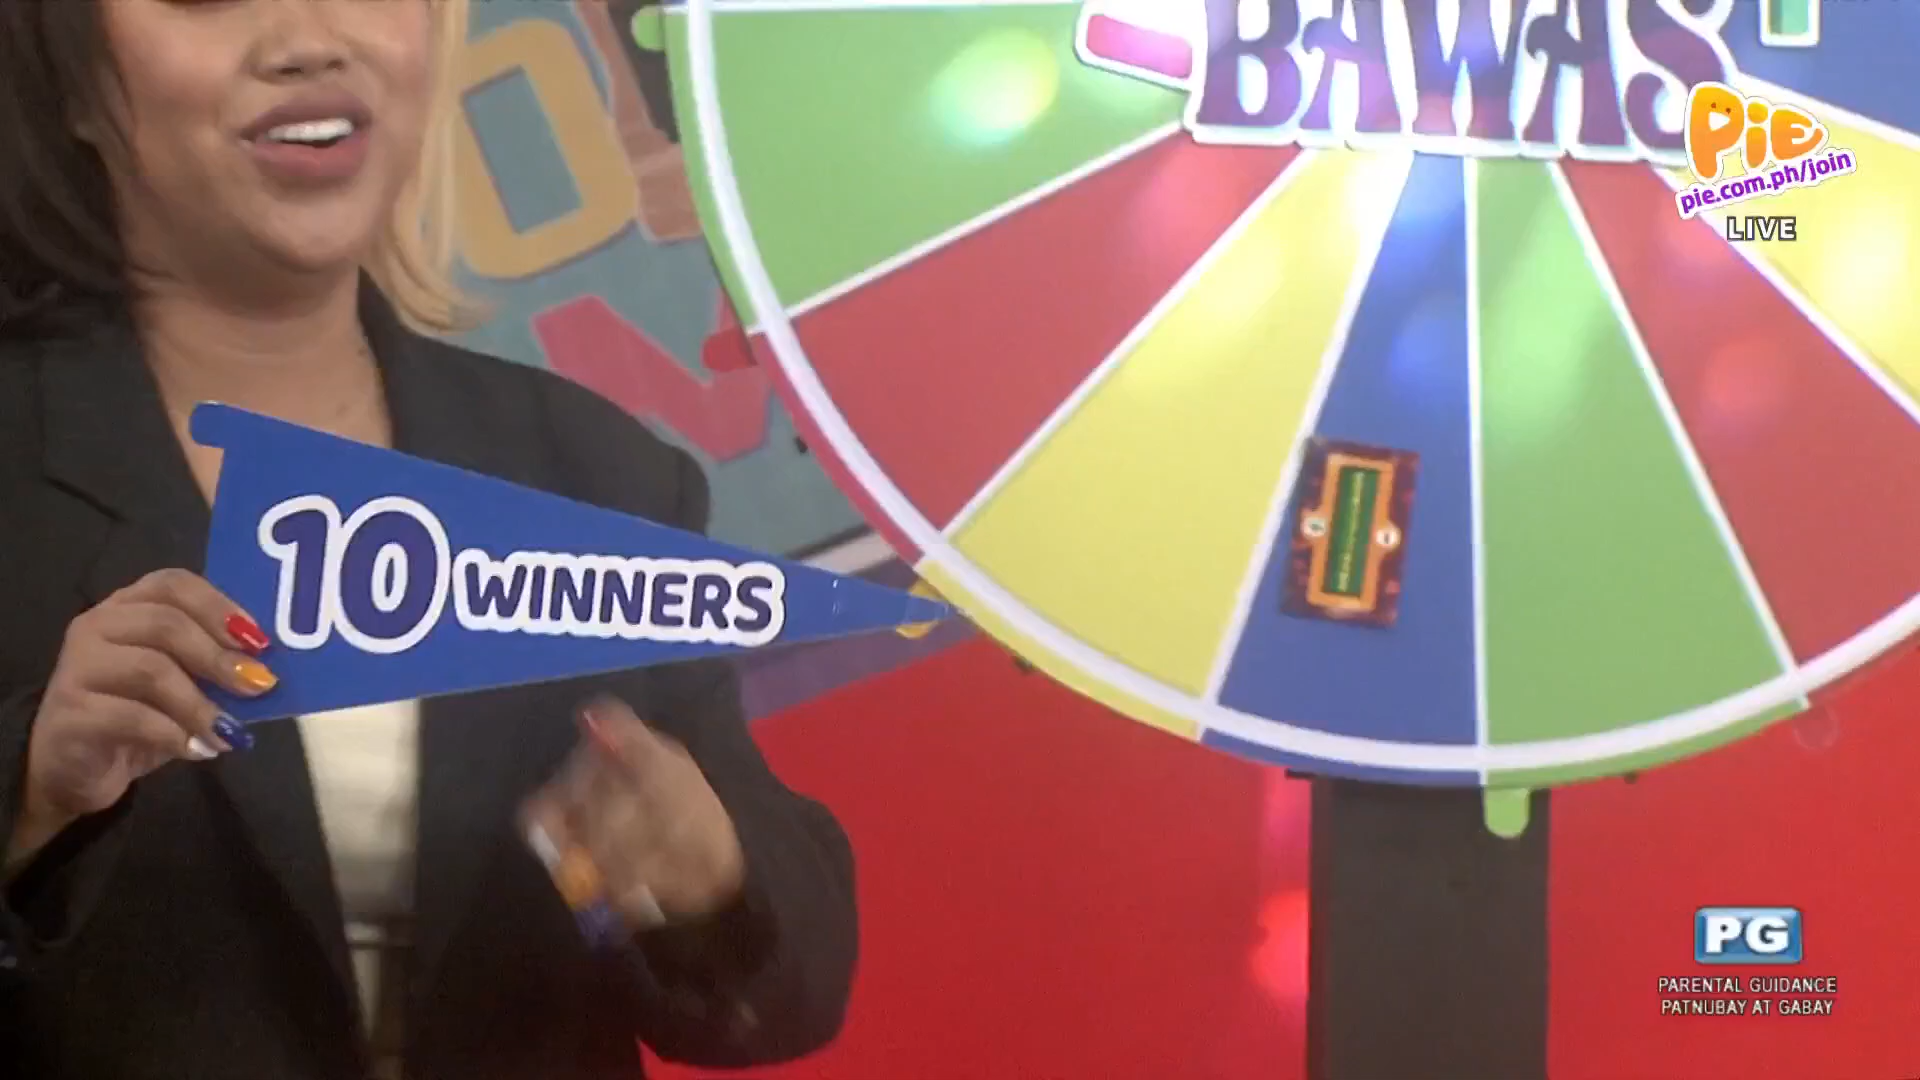 BAWAS
Pie
pie.com.ph/join
LIVE
10 WINNERS
PG
PARENTAL GUIDANCE
PATNUBAY AT GABAY